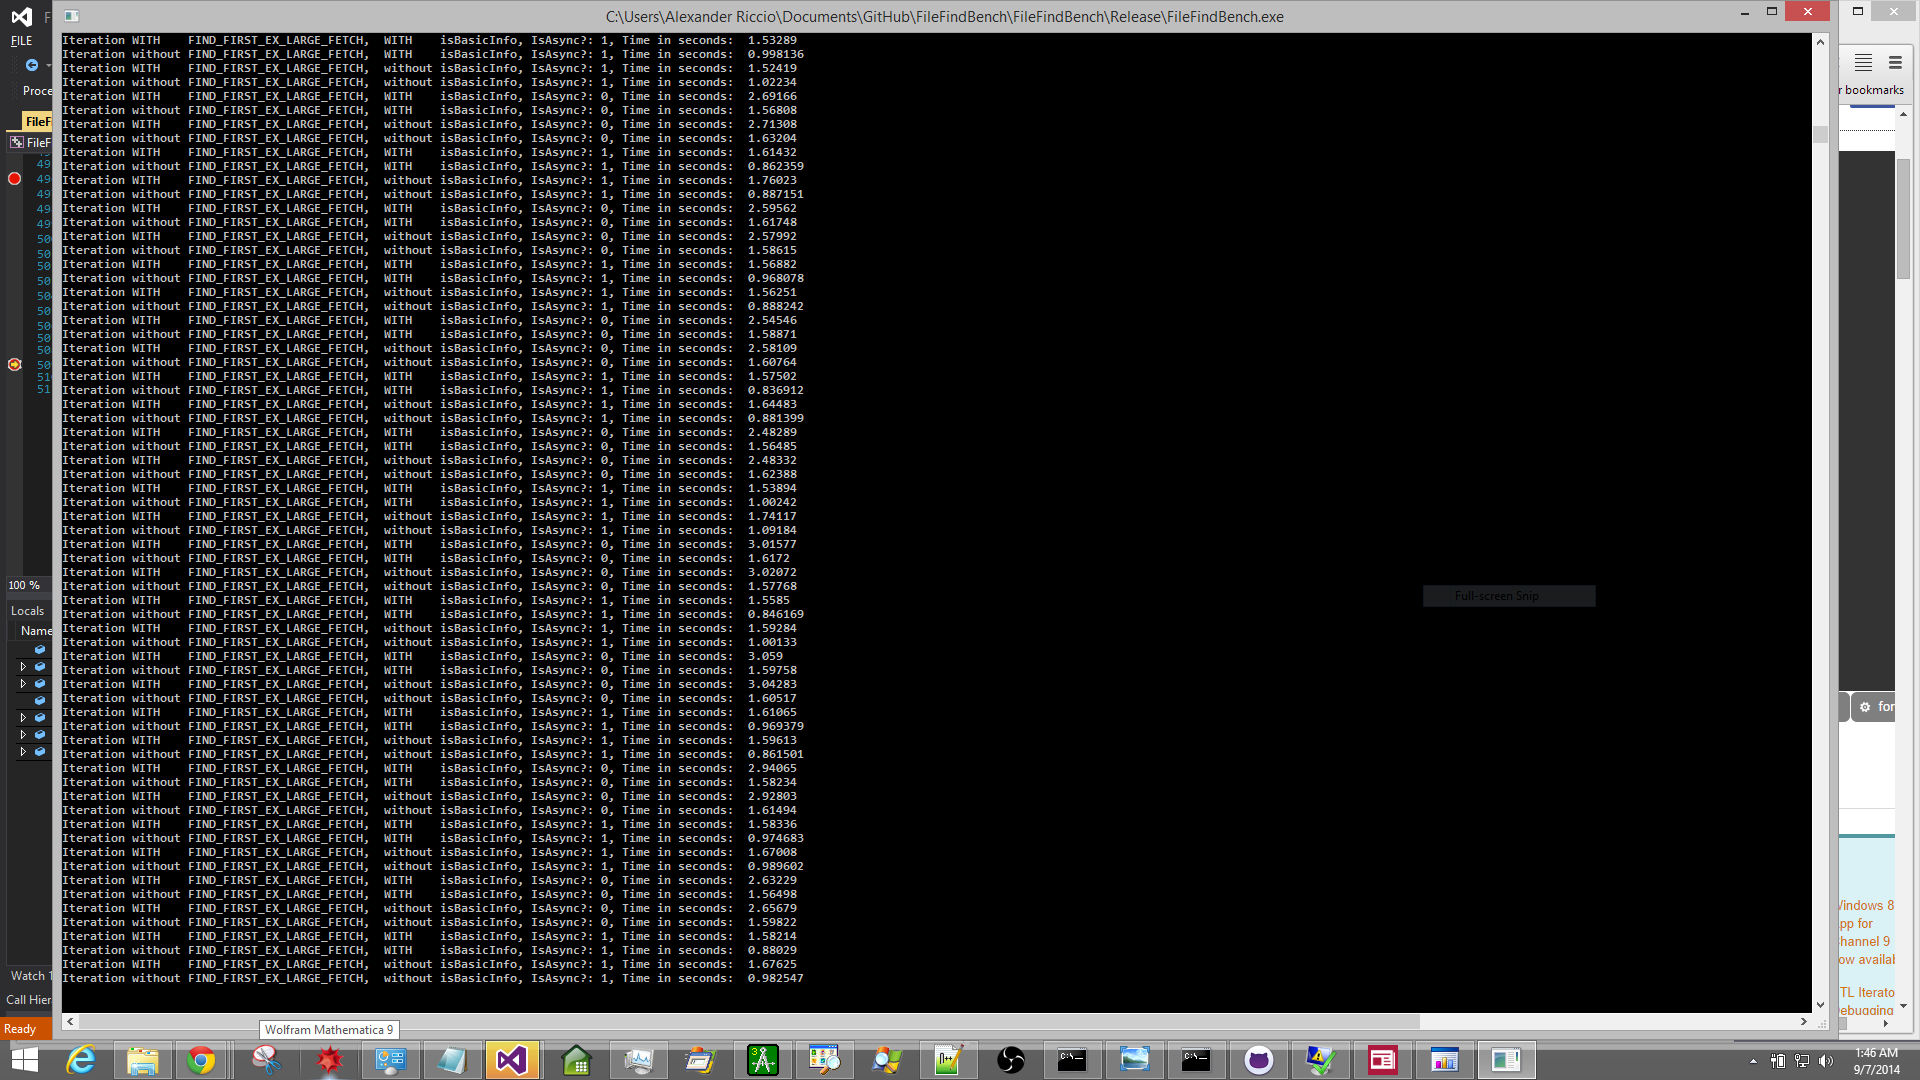 C:\Users\Alexander Riccio\Documents\GitHub\FileFindBench\FileFindBench\Release\FileFindBench.exe
FILE
Proce
FileF
FileF
r bookmarks
Iteration WITH    FIND_FIRST_EX_LARGE_FETCH,  WITH    isBasicInfo, IsAsync?: 1, Time in seconds:  1.53289
Iteration without FIND_FIRST_EX_LARGE_FETCH,  WITH    isBasicInfo, IsAsync?: 1, Time in seconds:  0.998136
Iteration WITH    FIND_FIRST_EX_LARGE_FETCH,  without isBasicInfo, IsAsync?: 1, Time in seconds:  1.52419
Iteration without FIND_FIRST_EX_LARGE_FETCH,  without isBasicInfo, IsAsync?: 1, Time in seconds:  1.02234
Iteration WITH    FIND_FIRST_EX_LARGE_FETCH,  WITH    isBasicInfo, IsAsync?: 0, Time in seconds:  2.69166
Iteration without FIND_FIRST_EX_LARGE_FETCH,  WITH    isBasicInfo, IsAsync?: 0, Time in seconds:  1.56808
Iteration WITH    FIND_FIRST_EX_LARGE_FETCH,  without isBasicInfo, IsAsync?: 0, Time in seconds:  2.71308
Iteration without FIND_FIRST_EX_LARGE_FETCH,  without isBasicInfo, IsAsync?: 0, Time in seconds:  1.63204
Iteration WITH    FIND_FIRST_EX_LARGE_FETCH,  WITH    isBasicInfo, IsAsync?: 1, Time in seconds:  1.61432
Iteration without FIND_FIRST_EX_LARGE_FETCH,  WITH    isBasicInfo, IsAsync?: 1, Time in seconds:  0.862359
Iteration WITH    FIND_FIRST_EX_LARGE_FETCH,  without isBasicInfo, IsAsync?: 1, Time in seconds:  1.76023
Iteration without FIND_FIRST_EX_LARGE_FETCH,  without isBasicInfo, IsAsync?: 1, Time in seconds:  0.887151
Iteration WITH    FIND_FIRST_EX_LARGE_FETCH,  WITH    isBasicInfo, IsAsync?: 0, Time in seconds:  2.59562
Iteration without FIND_FIRST_EX_LARGE_FETCH,  WITH    isBasicInfo, IsAsync?: 0, Time in seconds:  1.61748
Iteration WITH    FIND_FIRST_EX_LARGE_FETCH,  without isBasicInfo, IsAsync?: 0, Time in seconds:  2.57992
Iteration without FIND_FIRST_EX_LARGE_FETCH,  without isBasicInfo, IsAsync?: 0, Time in seconds:  1.58615
Iteration WITH    FIND_FIRST_EX_LARGE_FETCH,  WITH    isBasicInfo, IsAsync?: 1, Time in seconds:  1.56882
Iteration without FIND_FIRST_EX_LARGE_FETCH,  WITH    isBasicInfo, IsAsync?: 1, Time in seconds:  0.968078
Iteration WITH    FIND_FIRST_EX_LARGE_FETCH,  without isBasicInfo, IsAsync?: 1, Time in seconds:  1.56251
Iteration without FIND_FIRST_EX_LARGE_FETCH,  without isBasicInfo, IsAsync?: 1, Time in seconds:  0.888242
Iteration WITH    FIND_FIRST_EX_LARGE_FETCH,  WITH    isBasicInfo, IsAsync?: 0, Time in seconds:  2.54546
Iteration without FIND_FIRST_EX_LARGE_FETCH,  WITH    isBasicInfo, IsAsync?: 0, Time in seconds:  1.58871
Iteration WITH    FIND_FIRST_EX_LARGE_FETCH,  without isBasicInfo, IsAsync?: 0, Time in seconds:  2.58109
Iteration without FIND_FIRST_EX_LARGE_FETCH,  without isBasicInfo, IsAsync?: 0, Time in seconds:  1.60764
Iteration WITH    FIND_FIRST_EX_LARGE_FETCH,  WITH    isBasicInfo, IsAsync?: 1, Time in seconds:  1.57502
Iteration without FIND_FIRST_EX_LARGE_FETCH,  WITH    isBasicInfo, IsAsync?: 1, Time in seconds:  0.836912
Iteration WITH    FIND_FIRST_EX_LARGE_FETCH,  without isBasicInfo, IsAsync?: 1, Time in seconds:  1.64483
Iteration without FIND_FIRST_EX_LARGE_FETCH,  without isBasicInfo, IsAsync?: 1, Time in seconds:  0.881399
Iteration WITH    FIND_FIRST_EX_LARGE_FETCH,  WITH    isBasicInfo, IsAsync?: 0, Time in seconds:  2.48289
Iteration without FIND_FIRST_EX_LARGE_FETCH,  WITH    isBasicInfo, IsAsync?: 0, Time in seconds:  1.56485
Iteration WITH    FIND_FIRST_EX_LARGE_FETCH,  without isBasicInfo, IsAsync?: 0, Time in seconds:  2.48332
Iteration without FIND_FIRST_EX_LARGE_FETCH,  without isBasicInfo, IsAsync?: 0, Time in seconds:  1.62388
Iteration WITH    FIND_FIRST_EX_LARGE_FETCH,  WITH    isBasicInfo, IsAsync?: 1, Time in seconds:  1.53894
Iteration without FIND_FIRST_EX_LARGE_FETCH,  WITH    isBasicInfo, IsAsync?: 1, Time in seconds:  1.00242
Iteration WITH    FIND_FIRST_EX_LARGE_FETCH,  without isBasicInfo, IsAsync?: 1, Time in seconds:  1.74117
Iteration without FIND_FIRST_EX_LARGE_FETCH,  without isBasicInfo, IsAsync?: 1, Time in seconds:  1.09184
Iteration WITH    FIND_FIRST_EX_LARGE_FETCH,  WITH    isBasicInfo, IsAsync?: 0, Time in seconds:  3.01577
Iteration without FIND_FIRST_EX_LARGE_FETCH,  WITH    isBasicInfo, IsAsync?: 0, Time in seconds:  1.6172
Iteration WITH    FIND_FIRST_EX_LARGE_FETCH,  without isBasicInfo, IsAsync?: 0, Time in seconds:  3.02072
Iteration without FIND_FIRST_EX_LARGE_FETCH,  without isBasicInfo, IsAsync?: 0, Time in seconds:  1.57768
Iteration WITH    FIND_FIRST_EX_LARGE_FETCH,  WITH    isBasicInfo, IsAsync?: 1, Time in seconds:  1.5585
Iteration without FIND_FIRST_EX_LARGE_FETCH,  WITH    isBasicInfo, IsAsync?: 1, Time in seconds:  0.846169
Iteration WITH    FIND_FIRST_EX_LARGE_FETCH,  without isBasicInfo, IsAsync?: 1, Time in seconds:  1.59284
Iteration without FIND_FIRST_EX_LARGE_FETCH,  without isBasicInfo, IsAsync?: 1, Time in seconds:  1.00133
Iteration WITH    FIND_FIRST_EX_LARGE_FETCH,  WITH    isBasicInfo, IsAsync?: 0, Time in seconds:  3.059
Iteration without FIND_FIRST_EX_LARGE_FETCH,  WITH    isBasicInfo, IsAsync?: 0, Time in seconds:  1.59758
Iteration WITH    FIND_FIRST_EX_LARGE_FETCH,  without isBasicInfo, IsAsync?: 0, Time in seconds:  3.04283
Iteration without FIND_FIRST_EX_LARGE_FETCH,  without isBasicInfo, IsAsync?: 0, Time in seconds:  1.60517
Iteration WITH    FIND_FIRST_EX_LARGE_FETCH,  WITH    isBasicInfo, IsAsync?: 1, Time in seconds:  1.61065
Iteration without FIND_FIRST_EX_LARGE_FETCH,  WITH    isBasicInfo, IsAsync?: 1, Time in seconds:  0.969379
Iteration WITH    FIND_FIRST_EX_LARGE_FETCH,  without isBasicInfo, IsAsync?: 1, Time in seconds:  1.59613
Iteration without FIND_FIRST_EX_LARGE_FETCH,  without isBasicInfo, IsAsync?: 1, Time in seconds:  0.861501
Iteration WITH    FIND_FIRST_EX_LARGE_FETCH,  WITH    isBasicInfo, IsAsync?: 0, Time in seconds:  2.94065
Iteration without FIND_FIRST_EX_LARGE_FETCH,  WITH    isBasicInfo, IsAsync?: 0, Time in seconds:  1.58234
Iteration WITH    FIND_FIRST_EX_LARGE_FETCH,  without isBasicInfo, IsAsync?: 0, Time in seconds:  2.92803
Iteration without FIND_FIRST_EX_LARGE_FETCH,  without isBasicInfo, IsAsync?: 0, Time in seconds:  1.61494
Iteration WITH    FIND_FIRST_EX_LARGE_FETCH,  WITH    isBasicInfo, IsAsync?: 1, Time in seconds:  1.58336
Iteration without FIND_FIRST_EX_LARGE_FETCH,  WITH    isBasicInfo, IsAsync?: 1, Time in seconds:  0.974683
Iteration WITH    FIND_FIRST_EX_LARGE_FETCH,  without isBasicInfo, IsAsync?: 1, Time in seconds:  1.67008
Iteration without FIND_FIRST_EX_LARGE_FETCH,  without isBasicInfo, IsAsync?: 1, Time in seconds:  0.989602
Iteration WITH    FIND_FIRST_EX_LARGE_FETCH,  WITH    isBasicInfo, IsAsync?: 0, Time in seconds:  2.63229
Iteration without FIND_FIRST_EX_LARGE_FETCH,  WITH    isBasicInfo, IsAsync?: 0, Time in seconds:  1.56498
Iteration WITH    FIND_FIRST_EX_LARGE_FETCH,  without isBasicInfo, IsAsync?: 0, Time in seconds:  2.65679
Iteration without FIND_FIRST_EX_LARGE_FETCH,  without isBasicInfo, IsAsync?: 0, Time in seconds:  1.59822
Iteration WITH    FIND_FIRST_EX_LARGE_FETCH,  WITH    isBasicInfo, IsAsync?: 1, Time in seconds:  1.58214
Iteration without FIND_FIRST_EX_LARGE_FETCH,  WITH    isBasicInfo, IsAsync?: 1, Time in seconds:  0.88029
Iteration WITH    FIND_FIRST_EX_LARGE_FETCH,  without isBasicInfo, IsAsync?: 1, Time in seconds:  1.67625
Iteration without FIND_FIRST_EX_LARGE_FETCH,  without isBasicInfo, IsAsync?: 1, Time in seconds:  0.982547
100 %
Locals
Name
Full-screen Snip
for
Windows 8
pp for
hannel 9
ow availab
TL Iterato
Debugging
Watch 1
Call Hier
Ready
Wolfram Mathematica 9
1:46 AM
9/7/2014